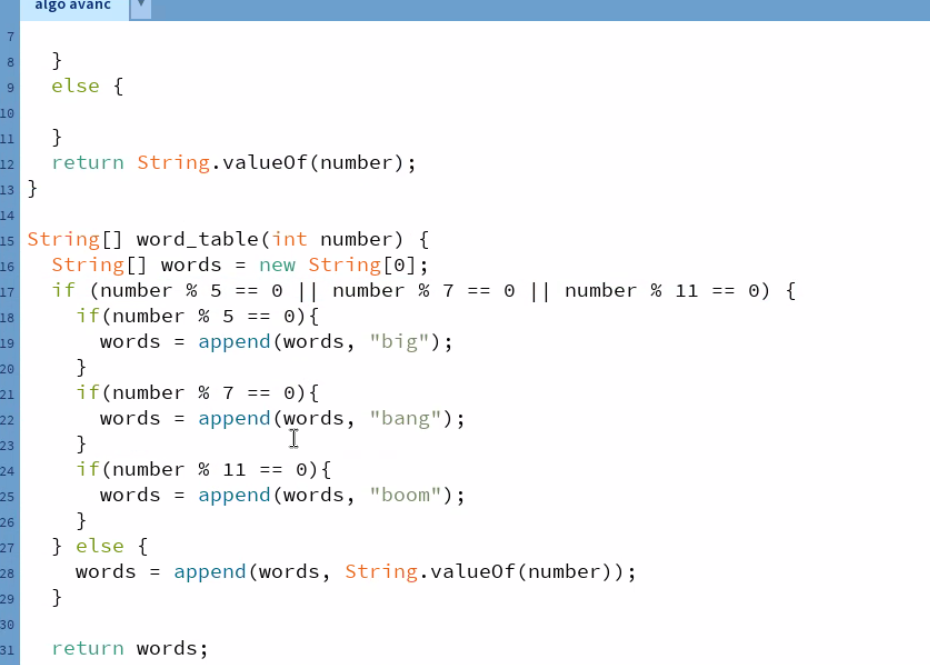 algo avanc
7
8 }
9 else {
10
11 }
12 return String.valueOf(number);
13 }
14
15 String[] word_table(int number) {
16 String[] words = new String[0];
17 if (number % 5 == 0 || number % 7 == 0 || number % 11 == 0) {
18 if(number % 5 == 0){
19 words = append(words, "big");
20 }
21 if(number % 7 == 0){
22 words = append(words, "bang");
23 }
24 if(number % 11 == 0){
25 words = append(words, "boom");
26 }
27 } else {
28 words = append(words, String.valueOf(number));
29 }
30
31 return words;